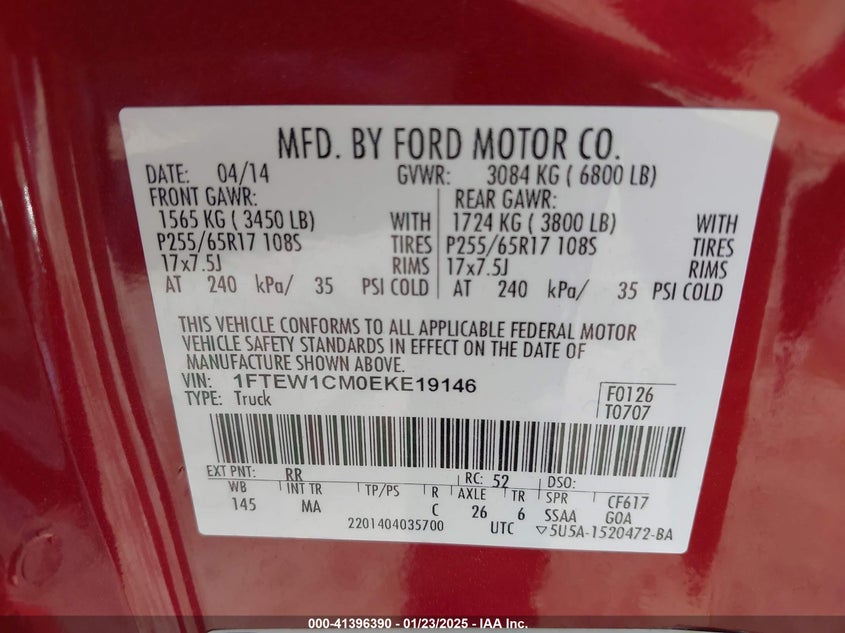 MFD. BY FORD MOTOR CO.
DATE: 04/14 GVWR: 3084 KG ( 6800 LB)
FRONT GAWR: REAR GAWR:
1565 KG ( 3450 LB) WITH 1724 KG ( 3800 LB) WITH
P255/65R17 108S TIRES P255/65R17 108S TIRES
17x7.5J RIMS 17x7.5J RIMS
AT 240 kPa/ 35 PSI COLD AT 240 kPa/ 35 PSI COLD
THIS VEHICLE CONFORMS TO ALL APPLICABLE FEDERAL MOTOR
VEHICLE SAFETY STANDARDS IN EFFECT ON THE DATE OF
MANUFACTURE SHOWN ABOVE.
VIN: 1FTEW1CM0EKE19146 F0126
TYPE: Truck T0707
EXT PNT: RR RC: 52 DSO:
WB INT TR TP/PS R AXLE TR SPR CF617
145 MA C 26 6 SSAA GOA
2201404035700 UTC ▽5U5A-1520472-BA
000-41396390 - 01/23/2025 - IAA Inc.